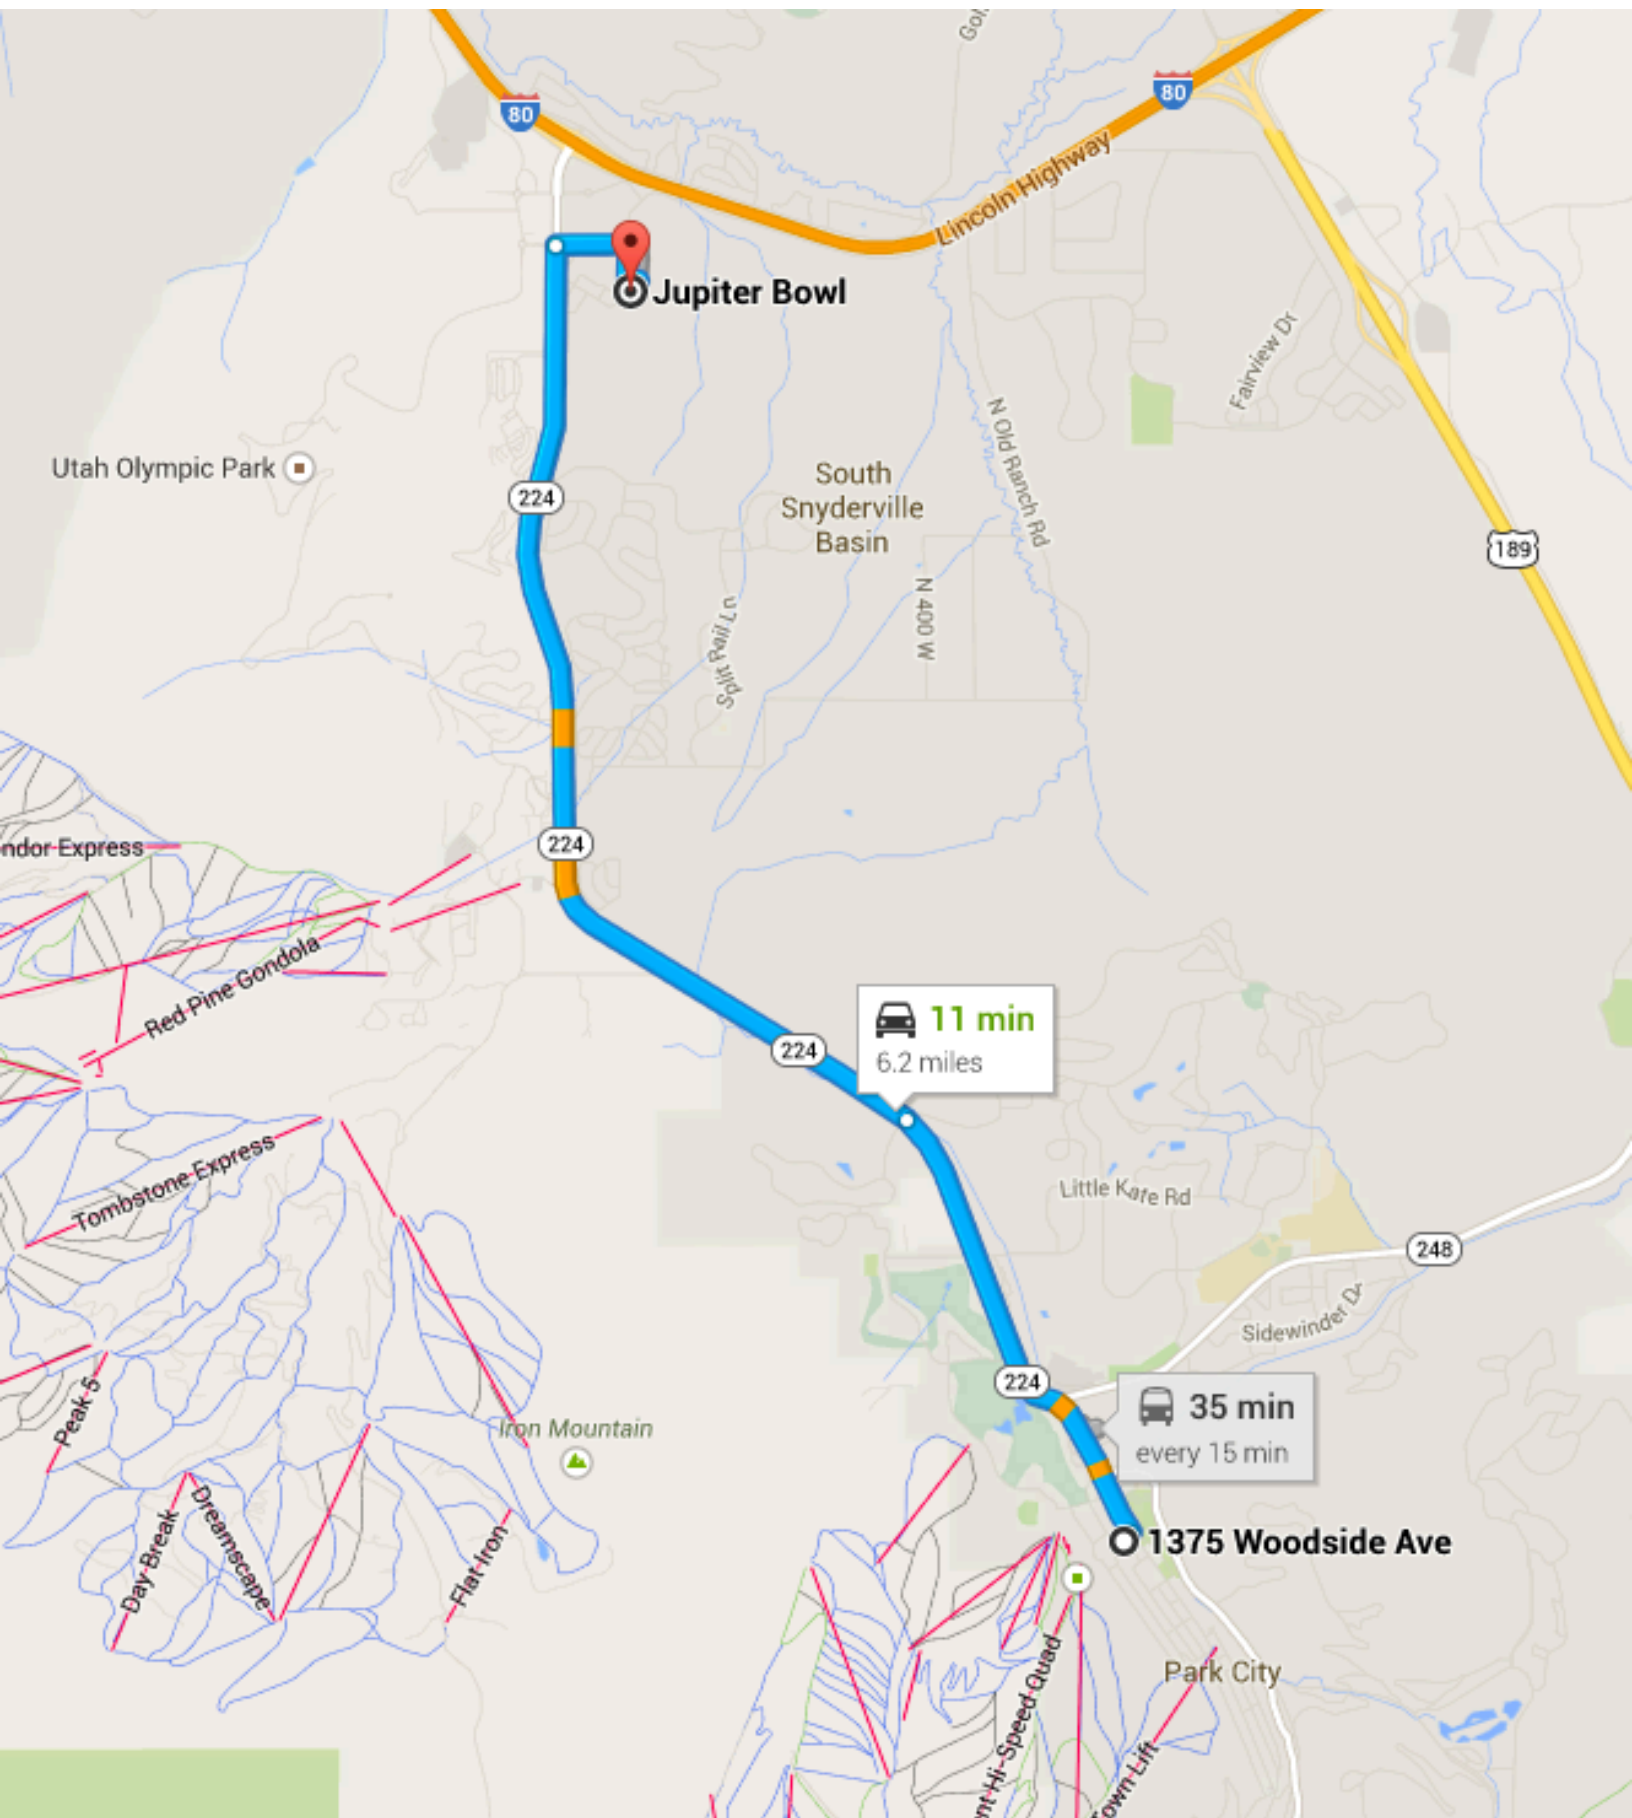 Gol
80
80
Lincoln Highway
Jupiter Bowl
Fairview Dr
N Old Ranch Rd
Utah Olympic Park
South
Snyderville
Basin
224
189
N 400 W
Split Rail Ln
ndor Express
224
Red Pine Gondola
11 min
6.2 miles
224
Tombstone Express
Little Kate Rd
248
Sidewinder Dr
224
35 min
every 15 min
Peak 5
Iron Mountain
Day Break
Dreamscape
Flat Iron
1375 Woodside Ave
Park City
nt Hi-Speed Quad
Town Lift